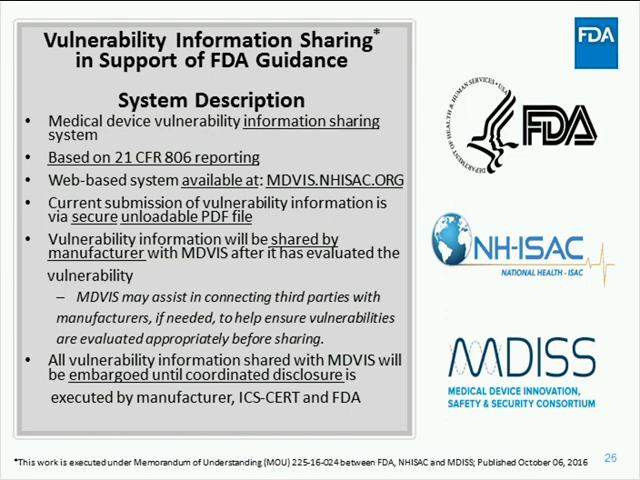 Vulnerability Information Sharing*
in Support of FDA Guidance
System Description
• Medical device vulnerability information sharing
system
• Based on 21 CFR 806 reporting
• Web-based system available at: MDVIS.NHISAC.ORG
• Current submission of vulnerability information is
via secure unloadable PDF file
• Vulnerability information will be shared by
manufacturer with MDVIS after it has evaluated the
vulnerability
– MDVIS may assist in connecting third parties with
manufacturers, if needed, to help ensure vulnerabilities
are evaluated appropriately before sharing.
• All vulnerability information shared with MDVIS will
be embargoed until coordinated disclosure is
executed by manufacturer, ICS-CERT and FDA
FDA
DEPARTMENT OF HEALTH & HUMAN SERVICES • USA
FDA
NH-ISAC
NATIONAL HEALTH - ISAC
MDISS
MEDICAL DEVICE INNOVATION,
SAFETY & SECURITY CONSORTIUM
*This work is executed under Memorandum of Understanding (MOU) 225-16-024 between FDA, NHISAC and MDISS; Published October 06, 2016
26